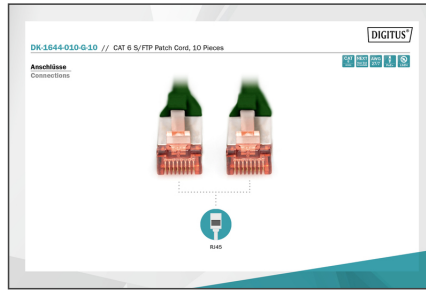 DIGITUS®
DK-1644-010-G-10 // CAT 6 S/FTP Patch Cord, 10 Pieces
Anschlüsse
Connections
RJ45